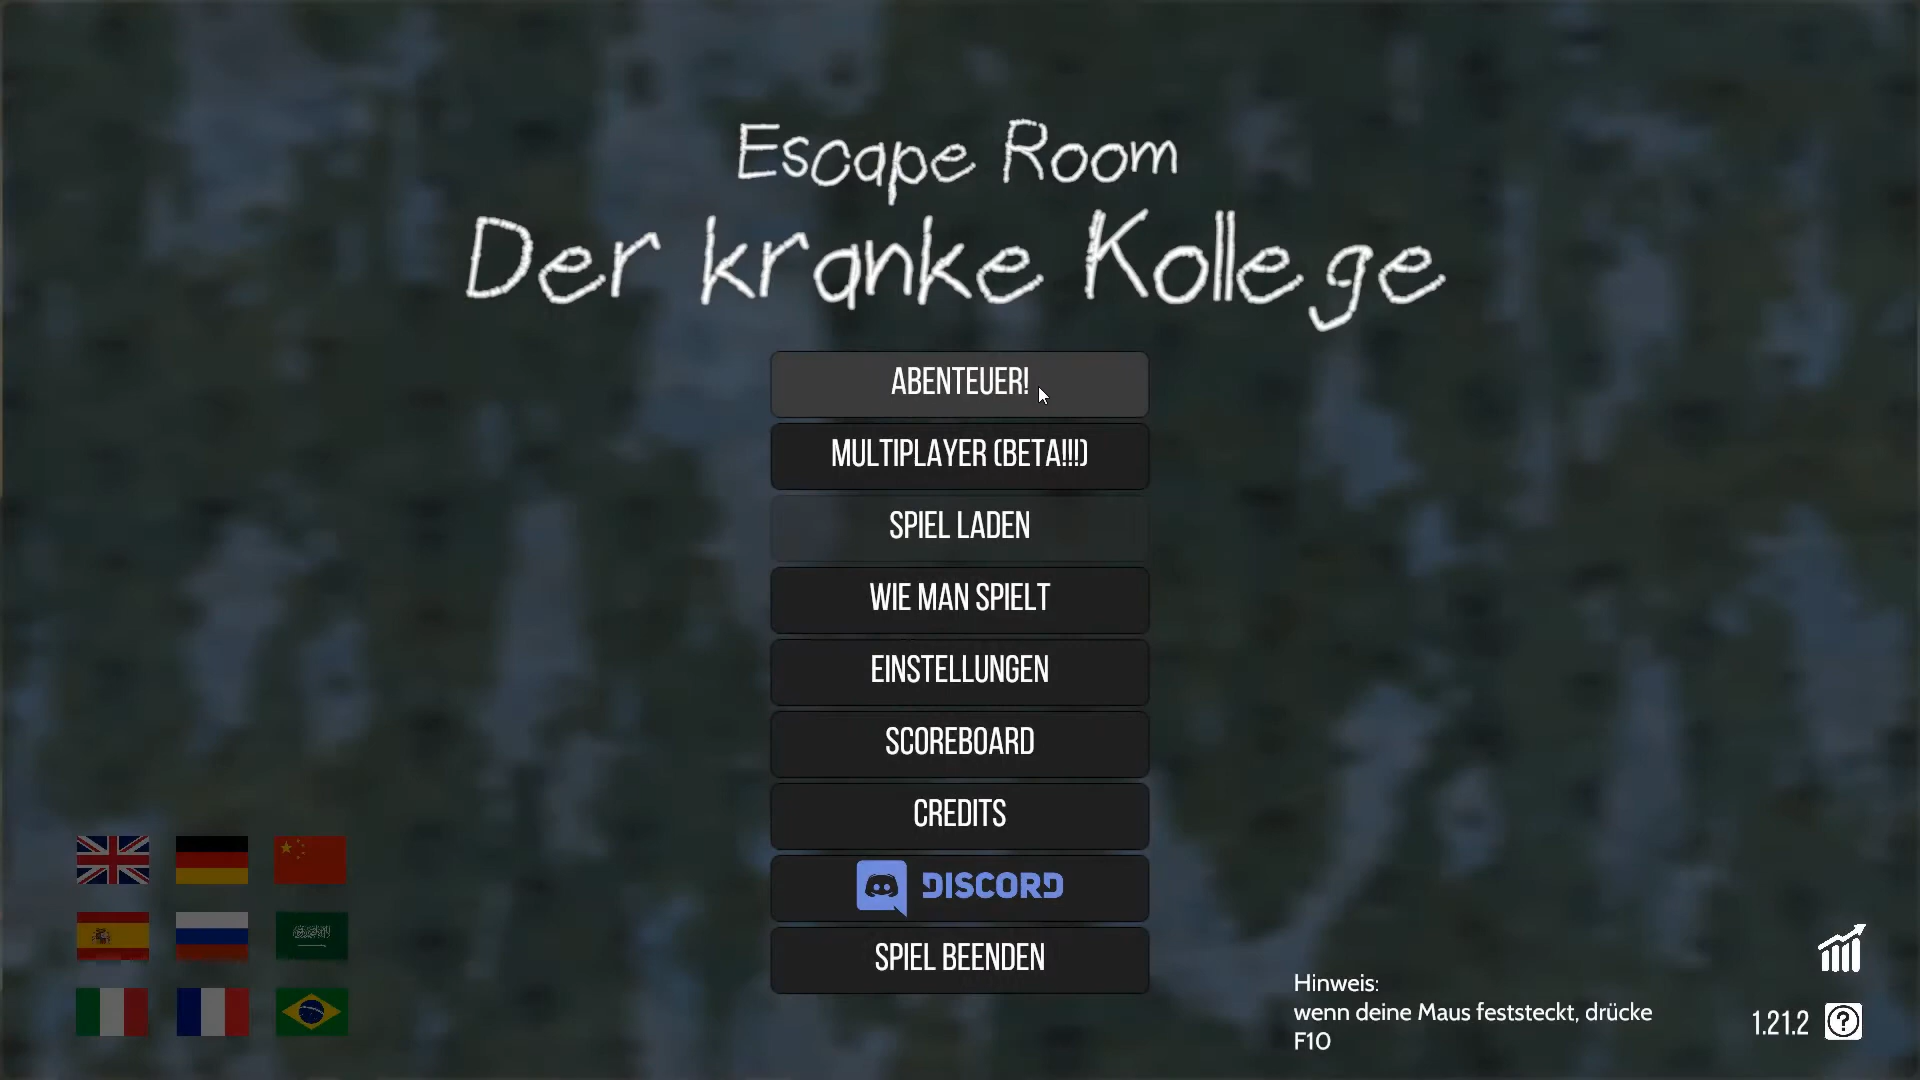 Escape Room
Der kranke Kollege
ABENTEUER!
MULTIPLAYER (BETA!!!)
SPIEL LADEN
WIE MAN SPIELT
EINSTELLUNGEN
SCOREBOARD
CREDITS
DISCORD
SPIEL BEENDEN
Hinweis:
wenn deine Maus feststeckt, drücke
F10
1.21.2
?